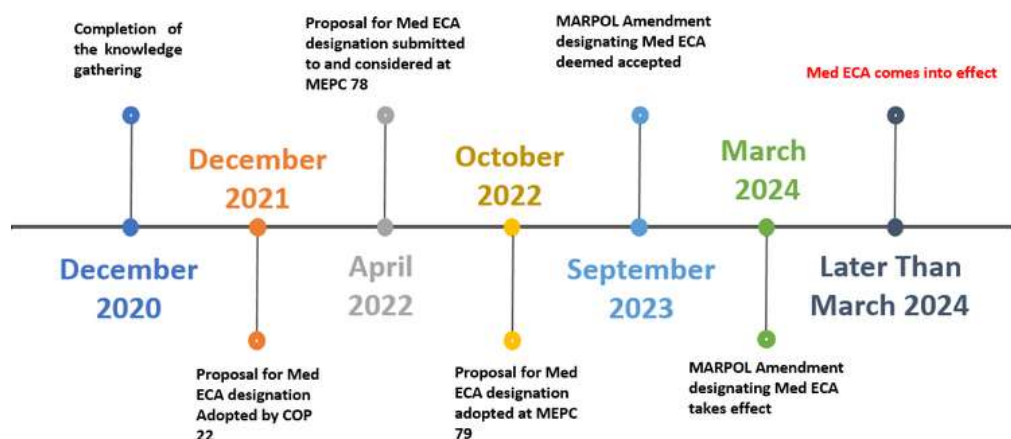 Completion of
the knowledge
gathering
December
2020
December
2021
Proposal for Med
ECA designation
Adopted by COP
22
Proposal for Med ECA
designation submitted
to and considered at
MEPC 78
April
2022
October
2022
Proposal for Med
ECA designation
adopted at MEPC
79
MARPOL Amendment
designating Med ECA
deemed accepted
September
2023
March
2024
MARPOL Amendment
designating Med ECA
takes effect
Med ECA comes into effect
Later Than
March 2024